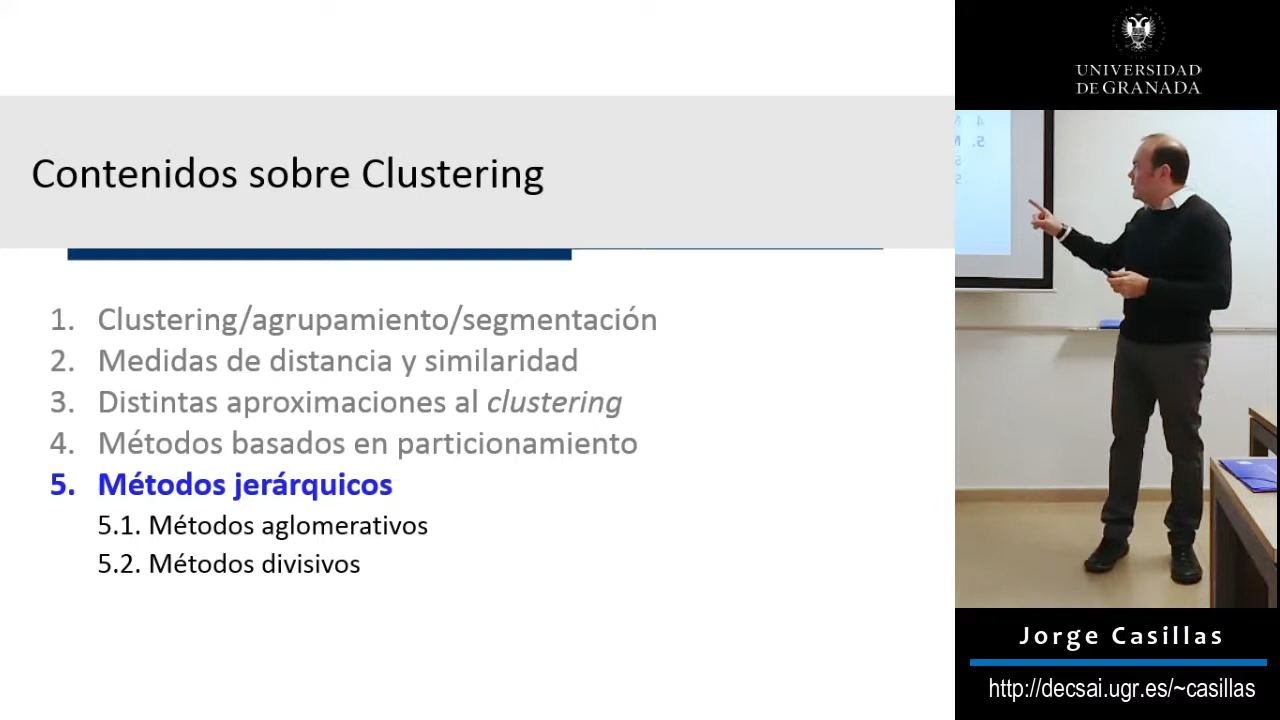 Contenidos sobre Clustering
1. Clustering/agrupamiento/segmentación
2. Medidas de distancia y similaridad
3. Distintas aproximaciones al clustering
4. Métodos basados en particionamiento
5. Métodos jerárquicos
5.1. Métodos aglomerativos
5.2. Métodos divisivos
UNIVERSIDAD
DE GRANADA
Jorge Casillas
http://decsai.ugr.es/~casillas